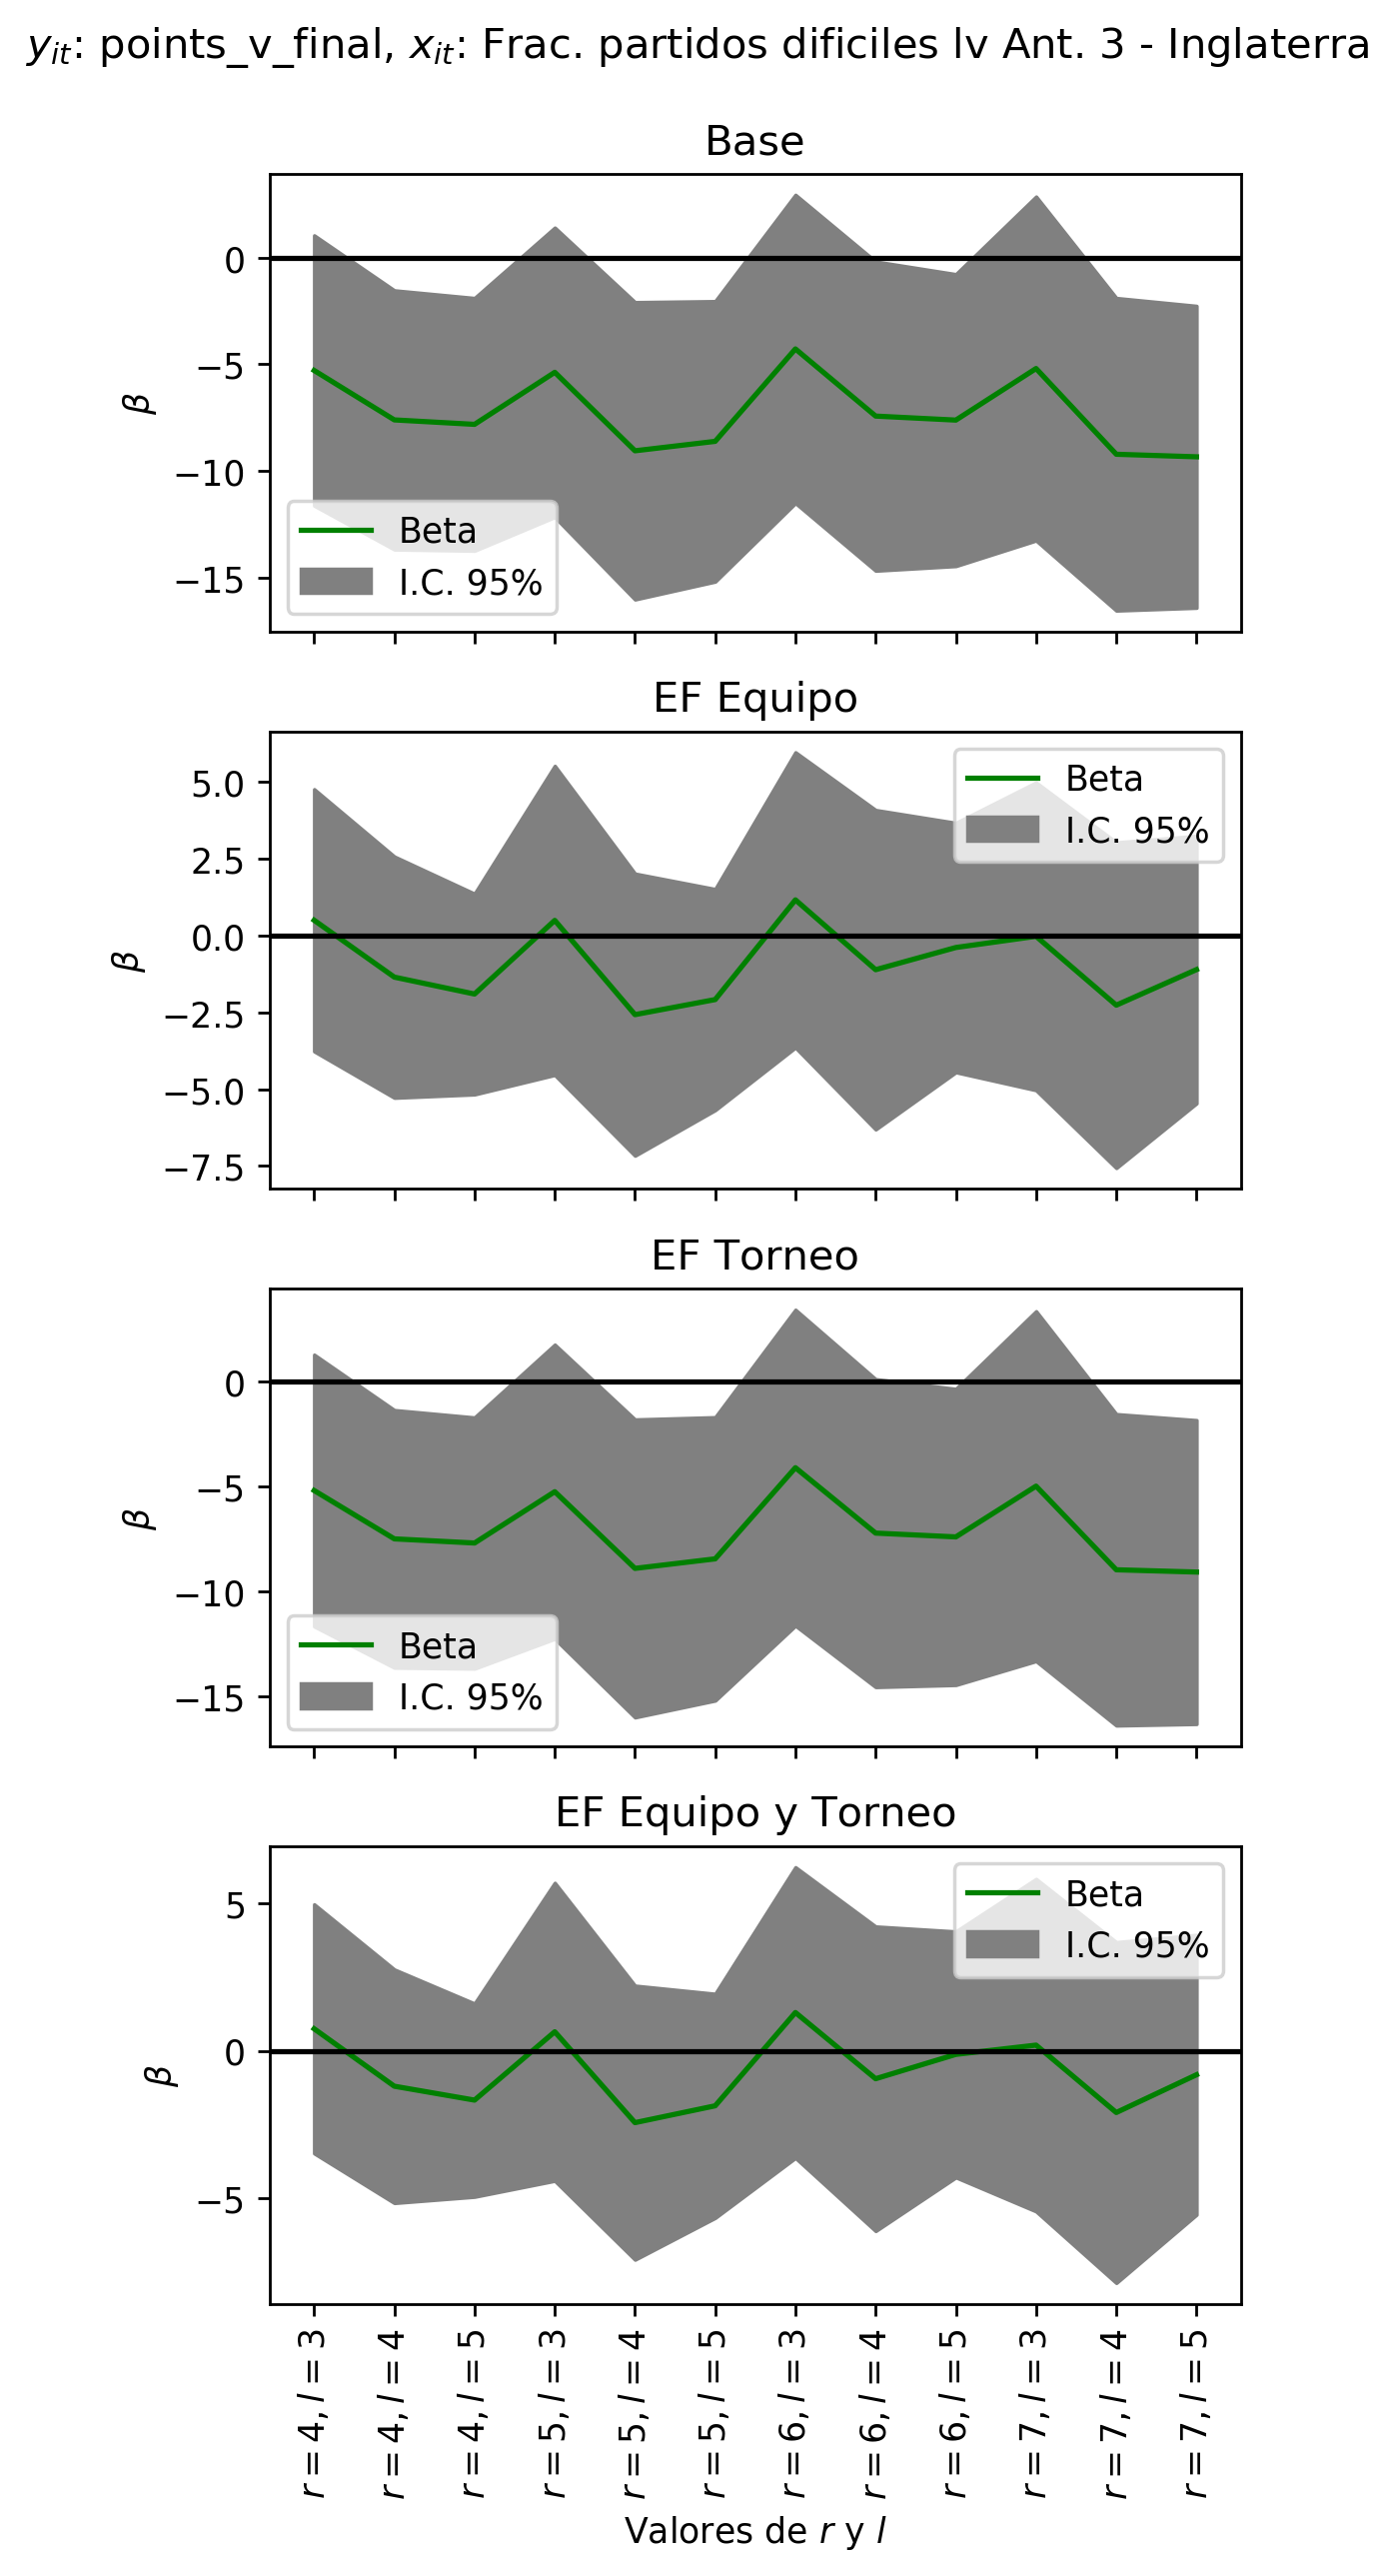 y_it: points_v_final, x_it: Frac. partidos dificiles lv Ant. 3 - Inglaterra
Base
0
−5
−10
−15
β
Beta
I.C. 95%
EF Equipo
5.0
2.5
0.0
−2.5
−5.0
−7.5
β
Beta
I.C. 95%
EF Torneo
0
−5
−10
−15
β
Beta
I.C. 95%
EF Equipo y Torneo
5
0
−5
β
Beta
I.C. 95%
r = 4, l = 3
r = 4, l = 4
r = 4, l = 5
r = 5, l = 3
r = 5, l = 4
r = 5, l = 5
r = 6, l = 3
r = 6, l = 4
r = 6, l = 5
r = 7, l = 3
r = 7, l = 4
r = 7, l = 5
Valores de r y l